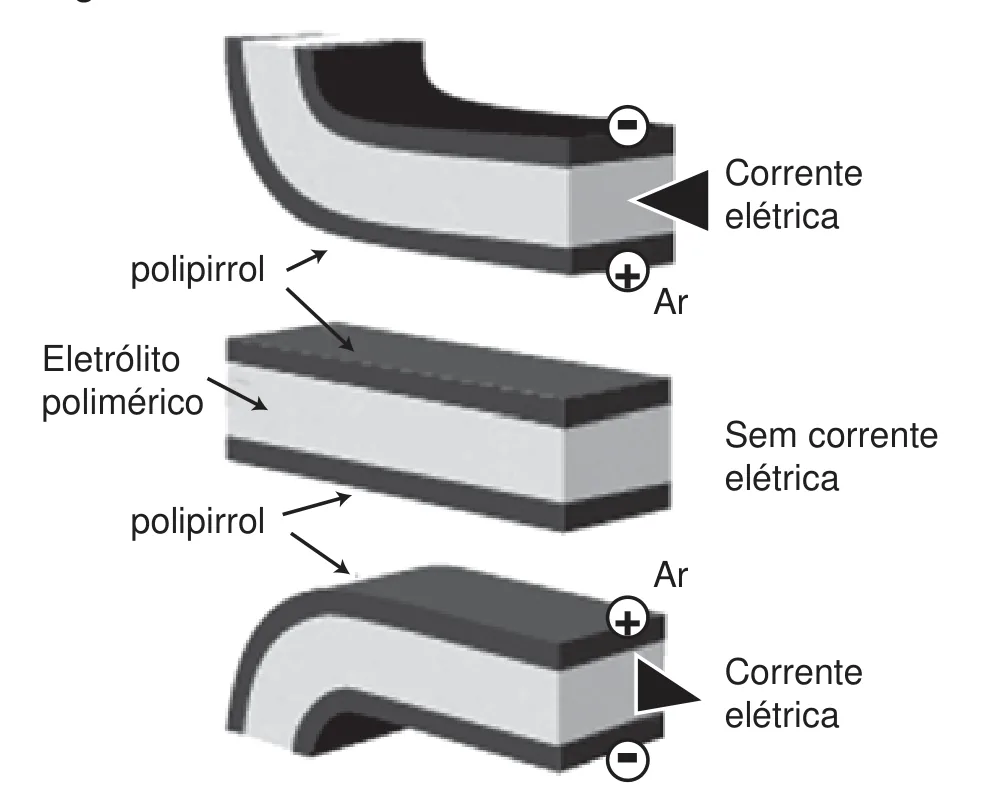 -
Corrente
elétrica
polipirrol
+
Ar
Eletrólito
polimérico
Sem corrente
elétrica
polipirrol
Ar
+
Corrente
elétrica
-